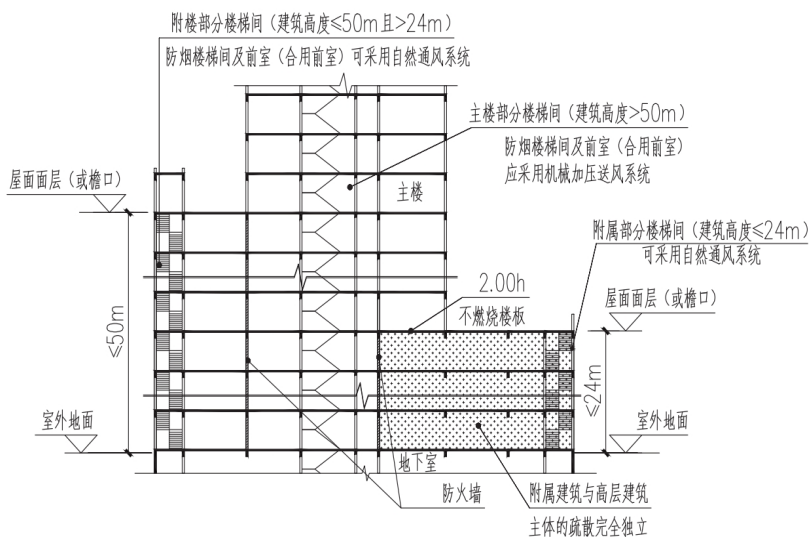 附楼部分楼梯间（建筑高度≤50m且>24m）
防烟楼梯间及前室（合用前室）可采用自然通风系统
主楼部分楼梯间（建筑高度>50m）
防烟楼梯间及前室（合用前室）
应采用机械加压送风系统
屋面面层（或檐口）
主楼
附属部分楼梯间（建筑高度≤24m）
可采用自然通风系统
2.00h
不燃烧楼板
屋面面层（或檐口）
≤50m
≤24m
室外地面
室外地面
地下室
防火墙
附属建筑与高层建筑
主体的疏散完全独立